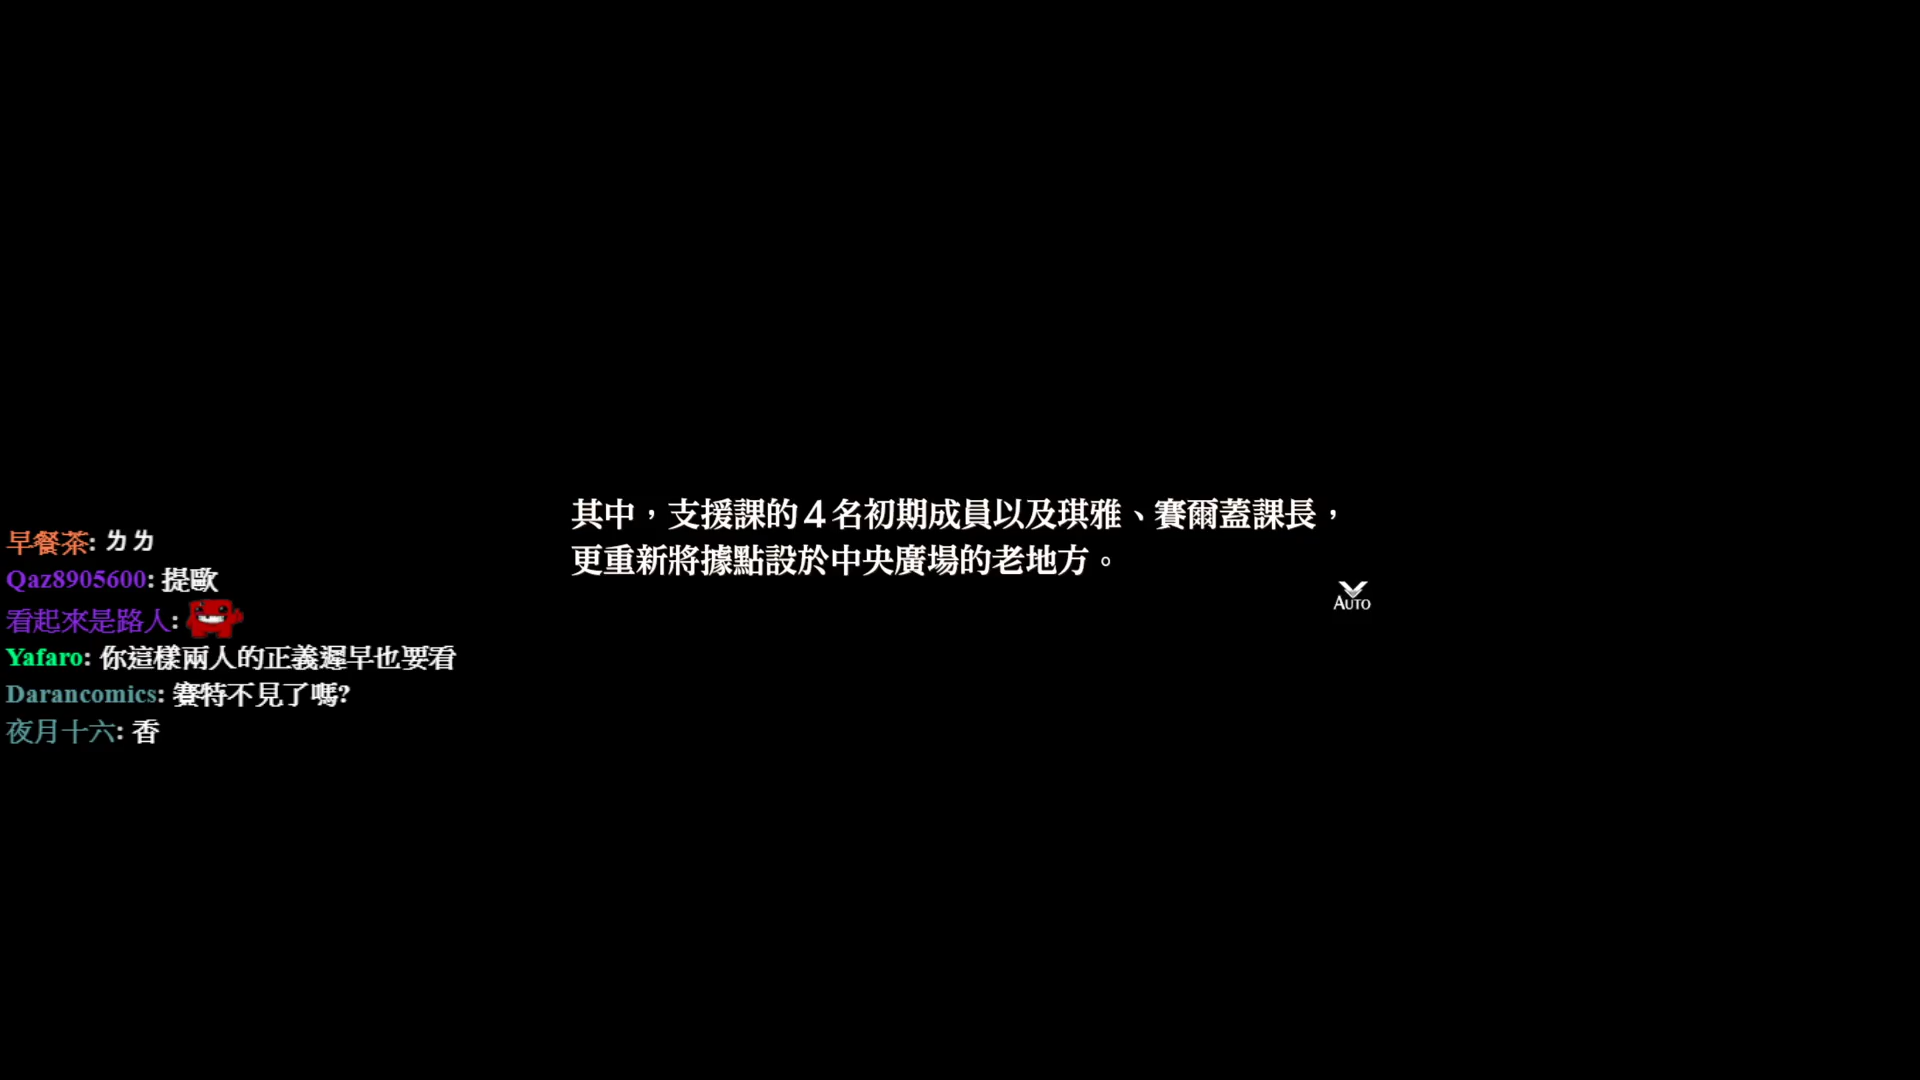 其中，支援課的４名初期成員以及琪雅、賽爾蓋課長，
更重新將據點設於中央廣場的老地方。
AUTO
早餐茶: ㄌㄌ
Qaz8905600: 提歐
看起來是路人:
Yafaro: 你這樣兩人的正義遲早也要看
Darancomics: 賽特不見了嗎?
夜月十六: 香